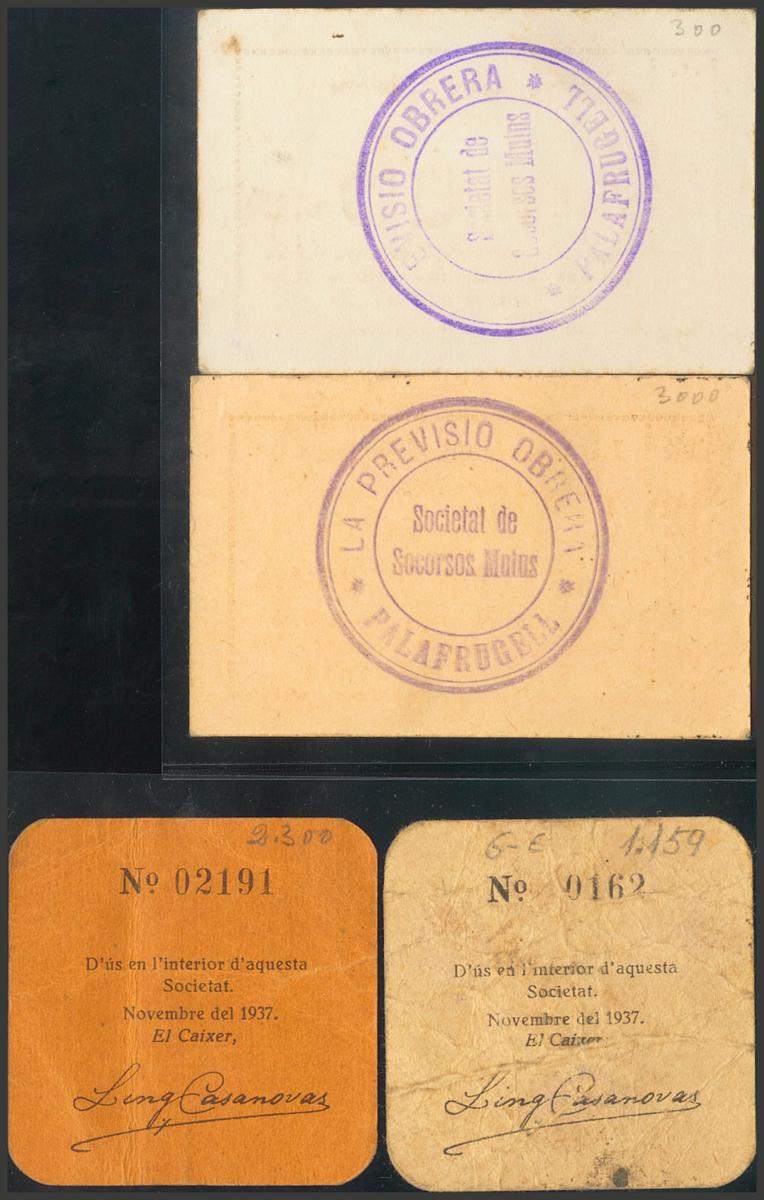 300
EVISIO OBRERA * PALAFRUGELL *
Societat de
Socorsos Mutus
3000
* LA PREVISIO OBRERA * PALAFRUGELL
Societat de
Socorsos Mutus
2.300
Nº 02191
D'ús en l'interior d'aquesta
Societat.
Novembre del 1937.
El Caixer,
Ling Casanovas
6-€ 1.159
Nº 0162
D'ús en l'interior d'aquesta
Societat.
Novembre del 1937.
El Caixer
Ling Casanovas